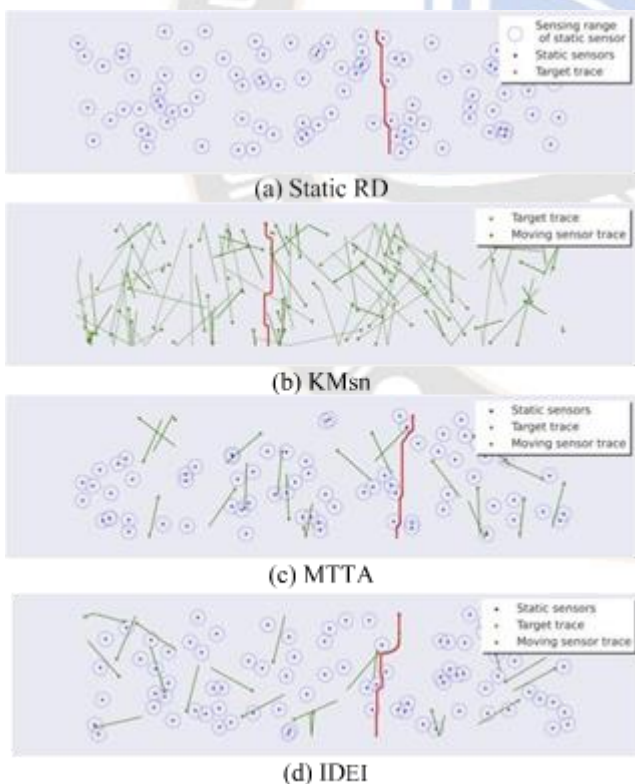 Sensing range
of static sensor
Static sensors
Target trace
(a) Static RD
Target trace
Moving sensor trace
(b) KMsn
Static sensors
Target trace
Moving sensor trace
(c) MTTA
Static sensors
Target trace
Moving sensor trace
(d) IDEI